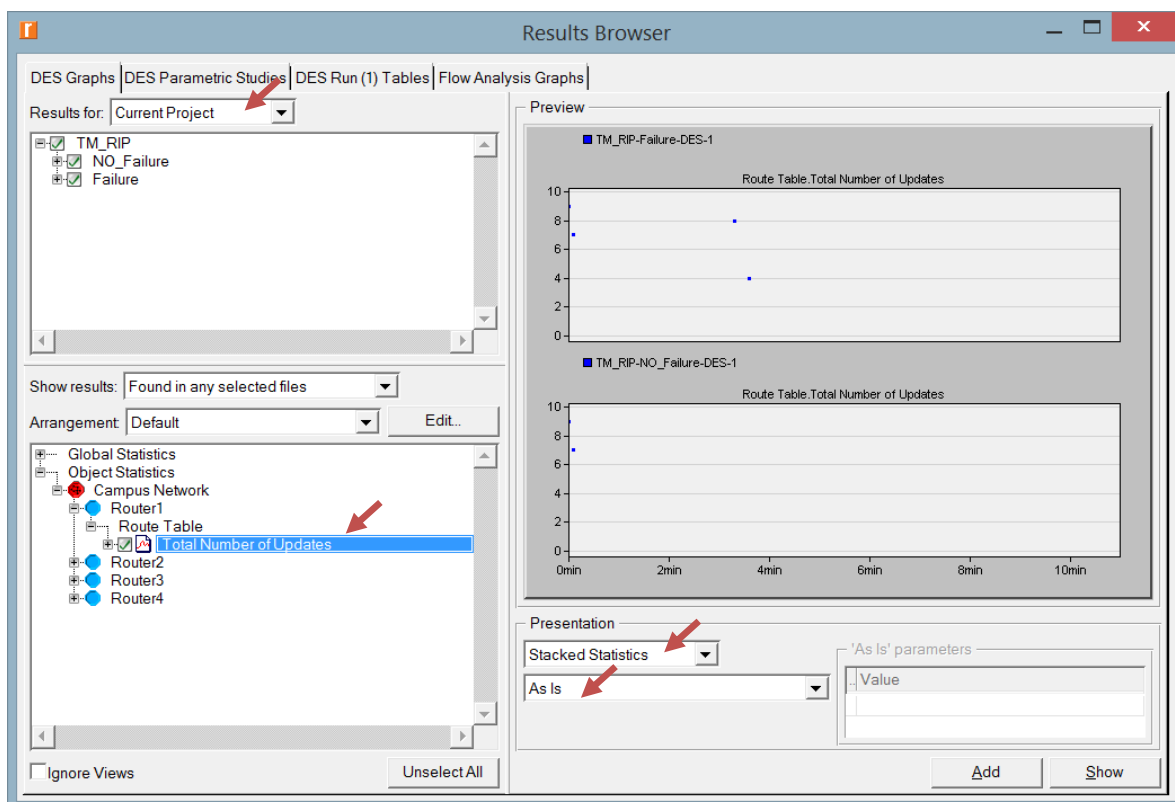 Results Browser
DES Graphs DES Parametric Studies DES Run (1) Tables Flow Analysis Graphs
Results for: Current Project
TM_RIP
NO_Failure
Failure
Show results: Found in any selected files
Arrangement: Default Edit...
Global Statistics
Object Statistics
Campus Network
Router1
Route Table
Total Number of Updates
Router2
Router3
Router4
Ignore Views Unselect All
Preview
TM_RIP-Failure-DES-1
Route Table.Total Number of Updates
10
8
6
4
2
0
TM_RIP-NO_Failure-DES-1
Route Table.Total Number of Updates
10
8
6
4
2
0
0min 2min 4min 6min 8min 10min
Presentation
Stacked Statistics
As Is
'As Is' parameters
... Value
Add Show